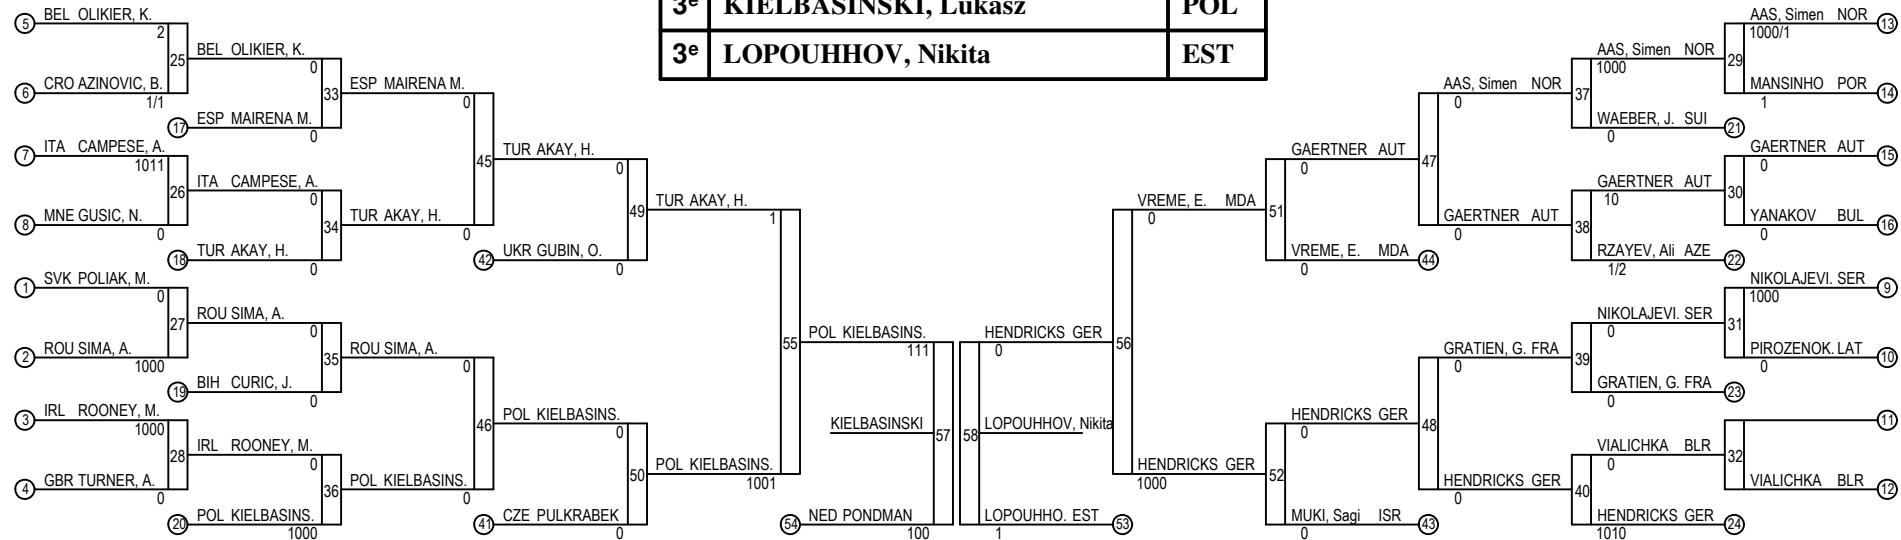 3e KIELBASINSKI, Lukasz POL
3e LOPOUHHOV, Nikita EST
5 BEL OLIKIER, K.
2
25
6 CRO AZINOVIC, B.
1/1
BEL OLIKIER, K.
0
33
17 ESP MAIRENA M.
0
7 ITA CAMPESE, A.
1011
26
8 MNE GUSIC, N.
0
ITA CAMPESE, A.
0
34
18 TUR AKAY, H.
0
ESP MAIRENA M.
0
45
TUR AKAY, H.
0
TUR AKAY, H.
0
49
42 UKR GUBIN, O.
0
1 SVK POLIAK, M.
0
27
2 ROU SIMA, A.
1000
ROU SIMA, A.
0
35
19 BIH CURIC, J.
0
3 IRL ROONEY, M.
1000
28
4 GBR TURNER, A.
0
IRL ROONEY, M.
0
36
20 POL KIELBASINS.
1000
ROU SIMA, A.
0
46
POL KIELBASINS.
0
POL KIELBASINS.
0
50
41 CZE PULKRABEK
0
TUR AKAY, H.
1
55
POL KIELBASINS.
1001
POL KIELBASINS.
111
KIELBASINSKI 57
54 NED PONDMAN
100
HENDRICKS GER
0
58 LOPOUHHOV, Nikita
LOPOUHHO. EST 53
1
VREME, E. MDA
0
56
HENDRICKS GER
1000
GAERTNER AUT
0
51
VREME, E. MDA 44
0
HENDRICKS GER
0
52
MUKI, Sagi ISR 43
0
AAS, Simen NOR
0
47
GAERTNER AUT
0
GRATIEN, G. FRA
0
48
HENDRICKS GER
0
AAS, Simen NOR
1000
37
WAEBER, J. SUI 21
0
GAERTNER AUT
10
38
RZAYEV, Ali AZE 22
1/2
NIKOLAJEVI. SER
0
39
GRATIEN, G. FRA 23
0
VIALICHKA BLR
0
40
HENDRICKS GER 24
1010
AAS, Simen NOR 13
1000/1
29
MANSINHO POR 14
1
GAERTNER AUT 15
0
30
YANAKOV BUL 16
0
NIKOLAJEVI. SER 9
1000
31
PIROZENOK. LAT 10
0
11
32
VIALICHKA BLR 12